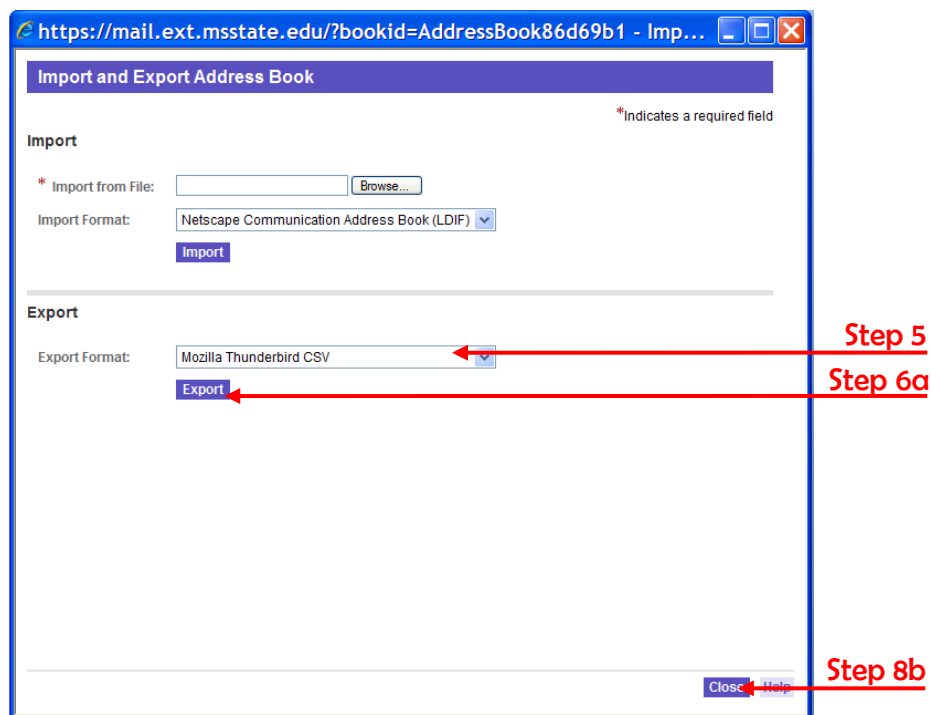 https://mail.ext.msstate.edu/?bookid=AddressBook86d69b1 - Imp...
Import and Export Address Book
*Indicates a required field
Import
* Import from File: Browse...
Import Format: Netscape Communication Address Book (LDIF)
Import
Export
Step 5
Export Format: Mozilla Thunderbird CSV
Step 6a
Export
Step 8b
Close Help